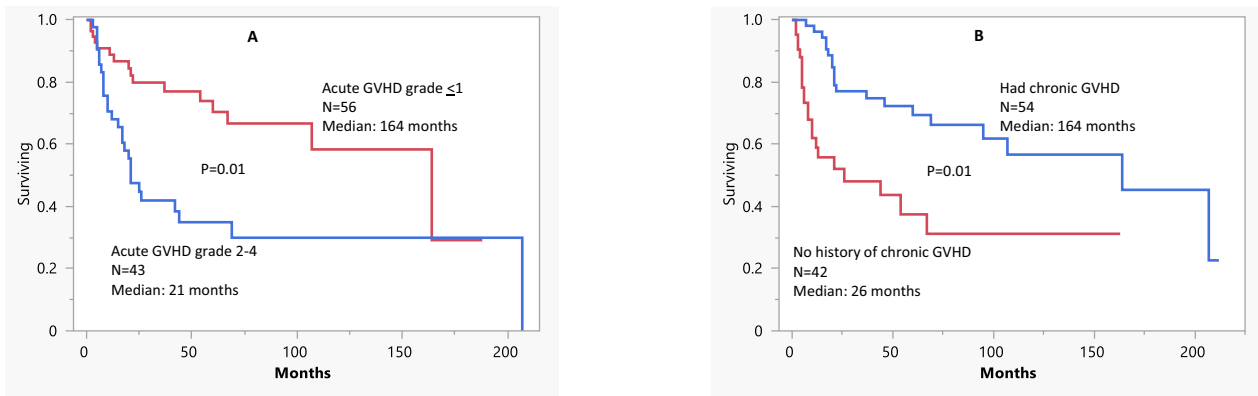 A
1.0
0.8
0.6
0.4
0.2
0
Surviving
Acute GVHD grade ≤1
N=56
Median: 164 months
P=0.01
Acute GVHD grade 2-4
N=43
Median: 21 months
0 50 100 150 200
Months
B
1.0
0.8
0.6
0.4
0.2
0
Surviving
Had chronic GVHD
N=54
Median: 164 months
P=0.01
No history of chronic GVHD
N=42
Median: 26 months
0 50 100 150 200
Months